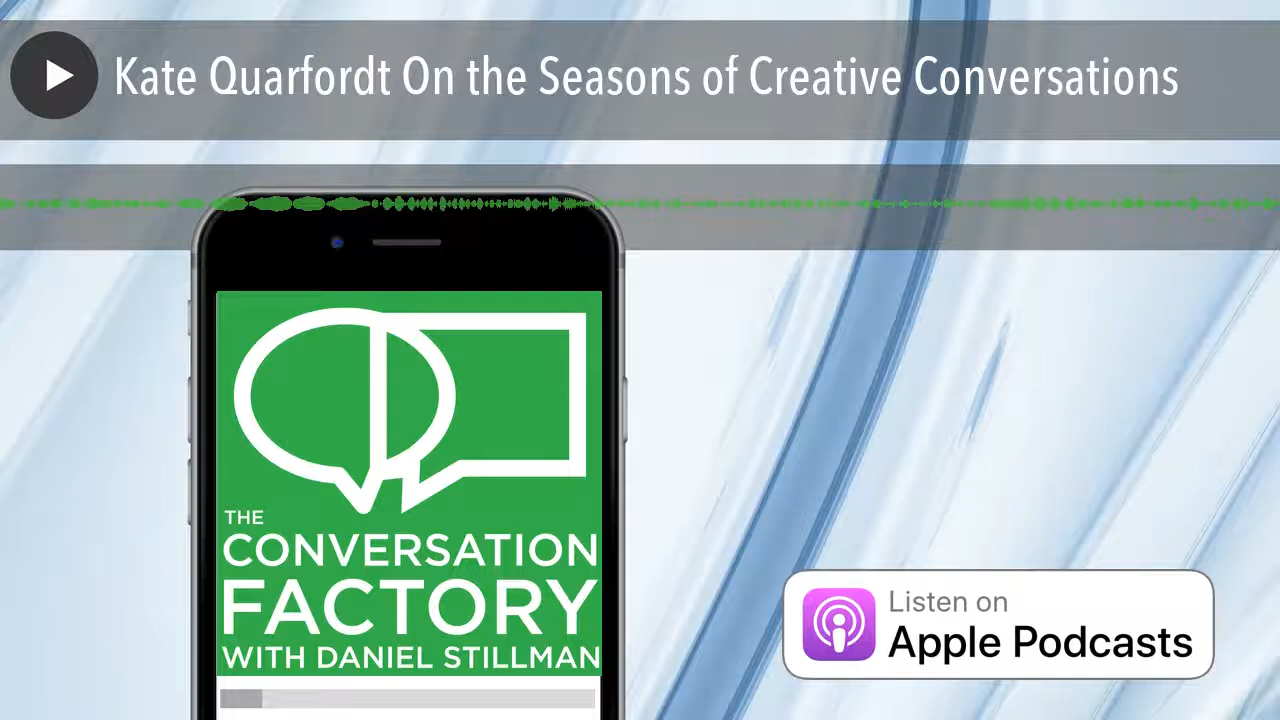 Kate Quarfordt On the Seasons of Creative Conversations
THE
CONVERSATION
FACTORY
WITH DANIEL STILLMAN
Listen on
Apple Podcasts